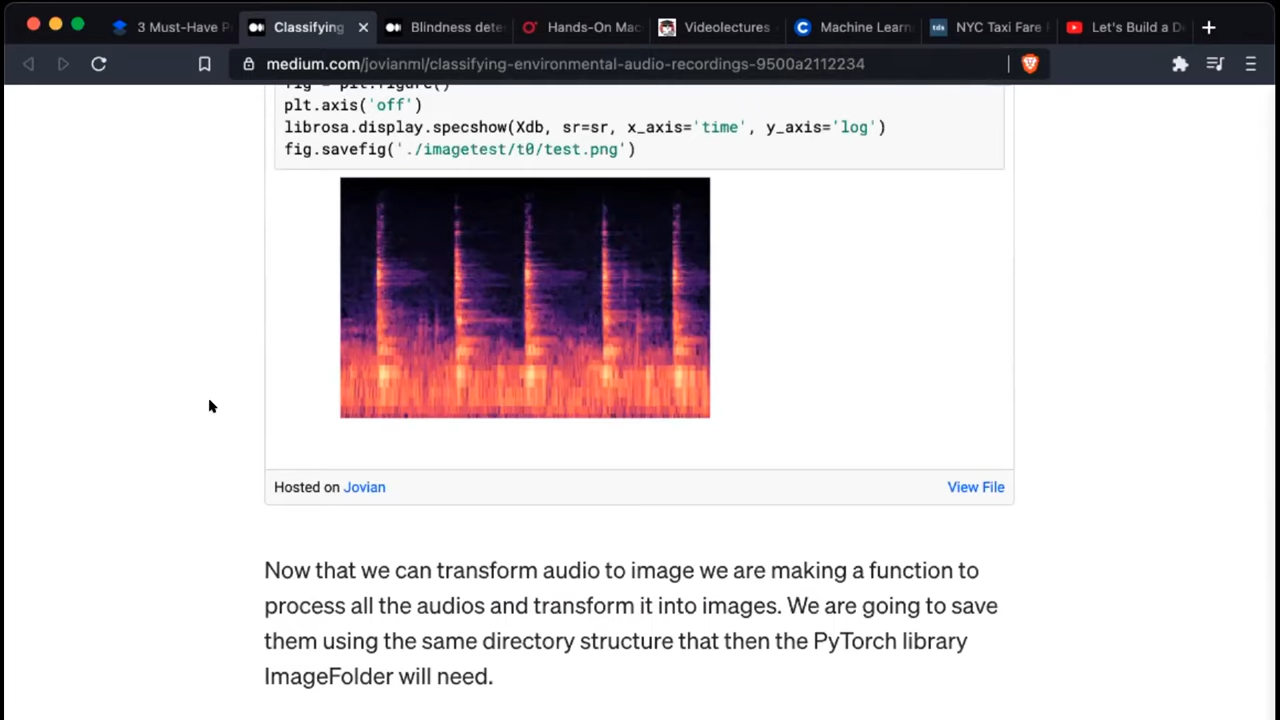 3 Must-Have P
Classifying
Blindness dete
Hands-On Mac
Videolectures
Machine Learn
tds
NYC Taxi Fare
Let's Build a D
medium.com/jovianml/classifying-environmental-audio-recordings-9500a2112234
fig = plt.figure()
plt.axis('off')
librosa.display.specshow(Xdb, sr=sr, x_axis='time', y_axis='log')
fig.savefig('./imagetest/t0/test.png')
Hosted on Jovian
View File
Now that we can transform audio to image we are making a function to
process all the audios and transform it into images. We are going to save
them using the same directory structure that then the PyTorch library
ImageFolder will need.